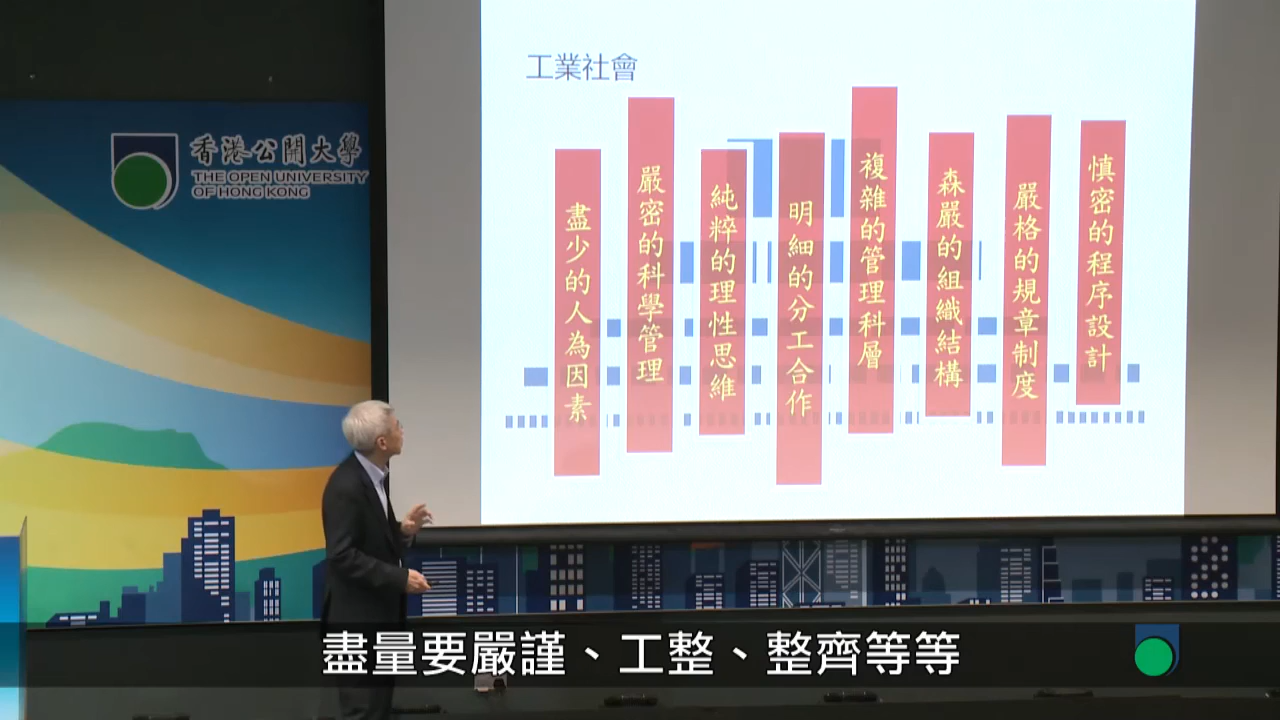 工業社會
香港公開大學
THE OPEN UNIVERSITY
OF HONG KONG
盡少的人為因素
嚴密的科學管理
純粹的理性思維
明細的分工合作
複雜的管理科層
森嚴的組織結構
嚴格的規章制度
慎密的程序設計
盡量要嚴謹、工整、整齊等等